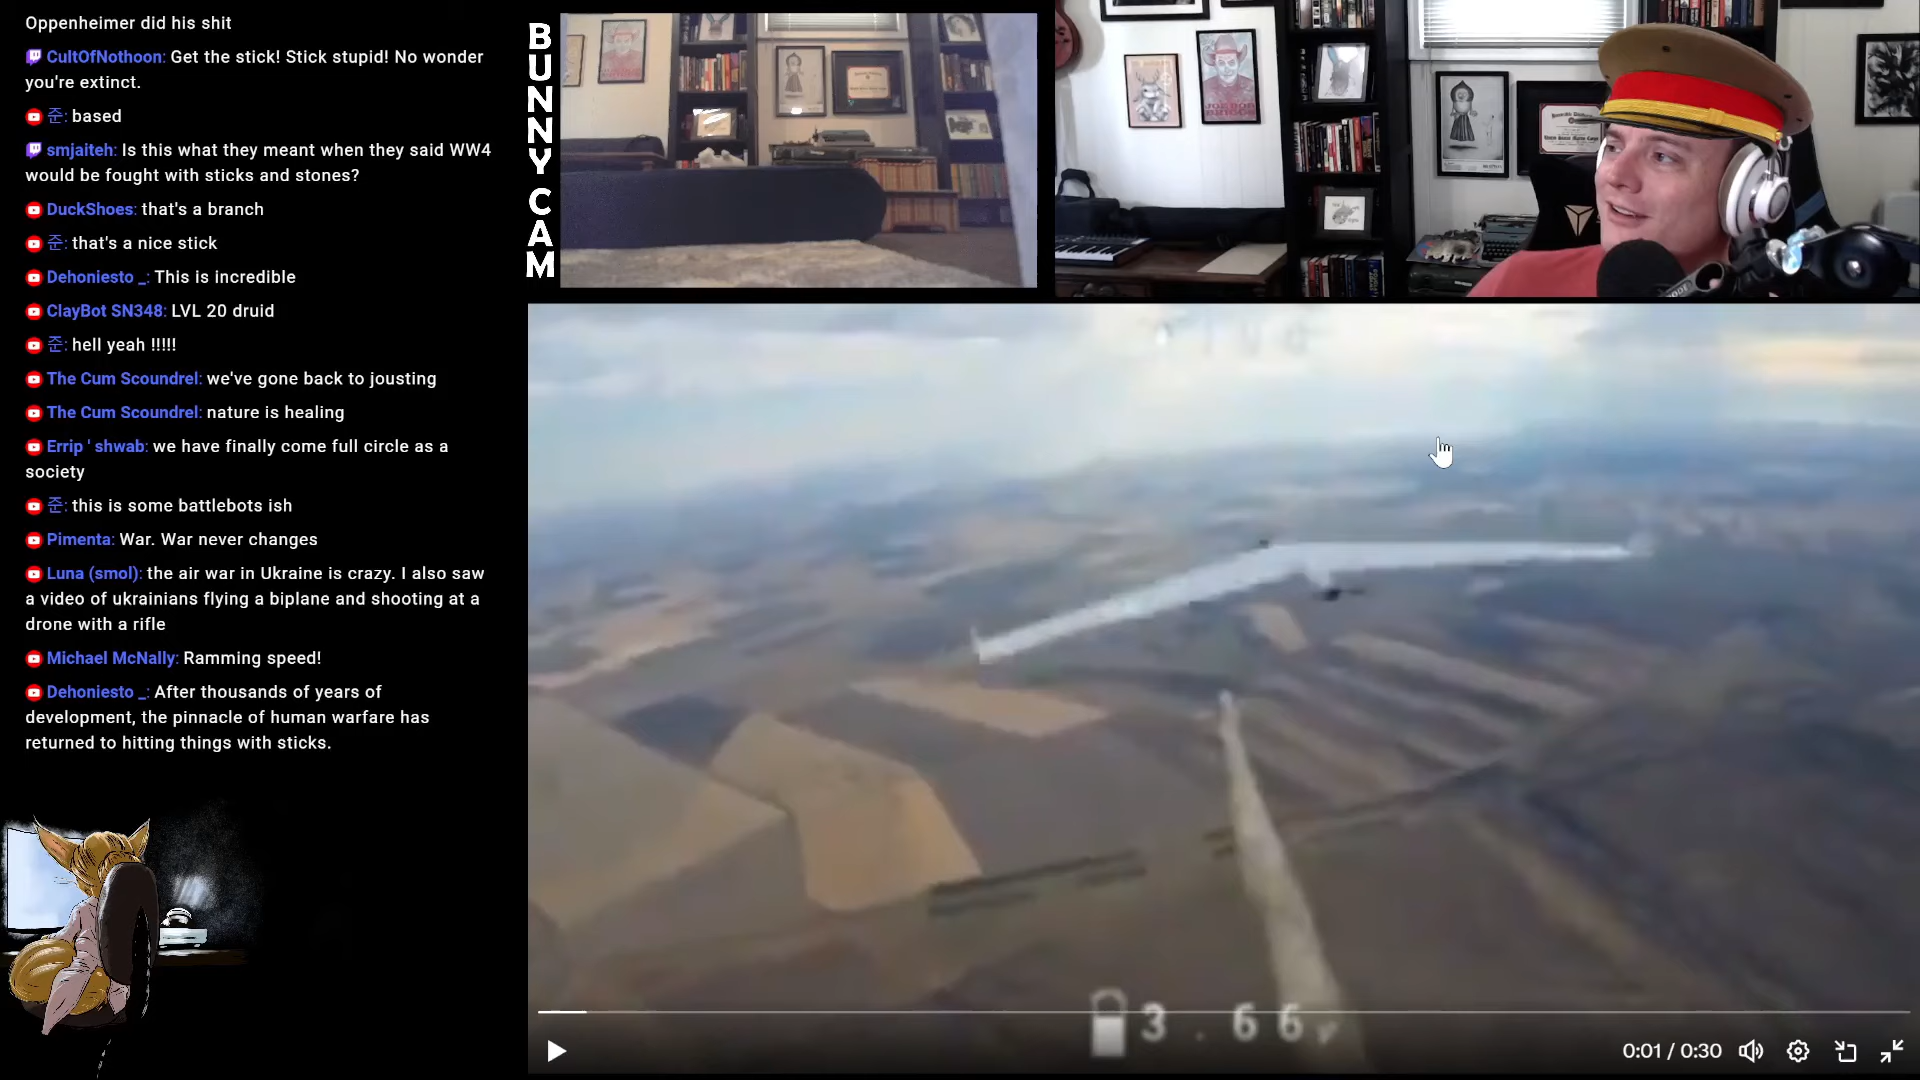 Oppenheimer did his shit
CultOfNothoon: Get the stick! Stick stupid! No wonder
you're extinct.
준: based
smjaiteh: Is this what they meant when they said WW4
would be fought with sticks and stones?
DuckShoes: that's a branch
준: that's a nice stick
Dehoniesto _: This is incredible
ClayBot SN348: LVL 20 druid
준: hell yeah !!!!!
The Cum Scoundrel: we've gone back to jousting
The Cum Scoundrel: nature is healing
Errip ' shwab: we have finally come full circle as a
society
준: this is some battlebots ish
Pimenta: War. War never changes
Luna (smol): the air war in Ukraine is crazy. I also saw
a video of ukrainians flying a biplane and shooting at a
drone with a rifle
Michael McNally: Ramming speed!
Dehoniesto _: After thousands of years of
development, the pinnacle of human warfare has
returned to hitting things with sticks.
BUNNY CAM
3.66v
0:01 / 0:30